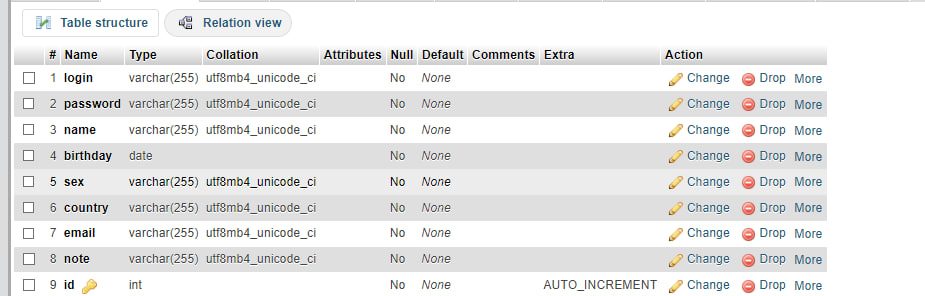 Table structure Relation view
# Name Type Collation Attributes Null Default Comments Extra Action
1 login varchar(255) utf8mb4_unicode_ci No None Change Drop More
2 password varchar(255) utf8mb4_unicode_ci No None Change Drop More
3 name varchar(255) utf8mb4_unicode_ci No None Change Drop More
4 birthday date No None Change Drop More
5 sex varchar(255) utf8mb4_unicode_ci No None Change Drop More
6 country varchar(255) utf8mb4_unicode_ci No None Change Drop More
7 email varchar(255) utf8mb4_unicode_ci No None Change Drop More
8 note varchar(255) utf8mb4_unicode_ci No None Change Drop More
9 id int No None AUTO_INCREMENT Change Drop More